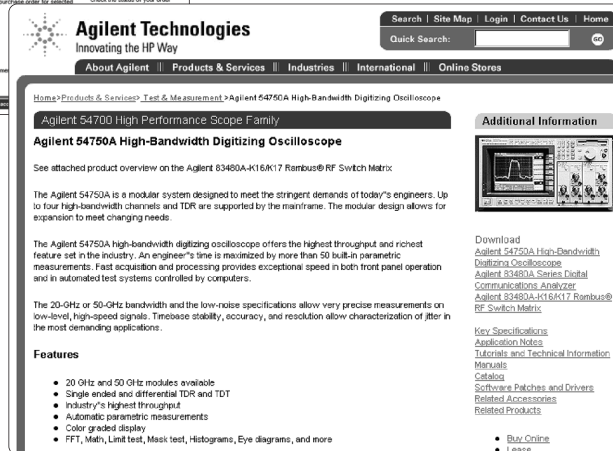 purchase order for selected
Check the status of your order
Agilent Technologies
Innovating the HP Way
Search | Site Map | Login | Contact Us | Home
Quick Search:
GO
About Agilent || Products & Services || Industries || International || Online Stores
Home>Products & Services> Test & Measurement >Agilent 54750A High-Bandwidth Digitizing Oscilloscope
Agilent 54700 High Performance Scope Family
Agilent 54750A High-Bandwidth Digitizing Oscilloscope
See attached product overview on the Agilent 83480A-K16/K17 Rambus® RF Switch Matrix
The Agilent 54750A is a modular system designed to meet the stringent demands of today"s engineers. Up
to four high-bandwidth channels and TDR are supported by the mainframe. The modular design allows for
expansion to meet changing needs.
The Agilent 54750A high-bandwidth digitizing oscilloscope offers the highest throughput and richest
feature set in the industry. An engineer"s time is maximized by more than 50 built-in parametric
measurements. Fast acquisition and processing provides exceptional speed in both front panel operation
and in automated test systems controlled by computers.
The 20-GHz or 50-GHz bandwidth and the low-noise specifications allow very precise measurements on
low-level, high-speed signals. Timebase stability, accuracy, and resolution allow characterization of jitter in
the most demanding applications.
Features
● 20 GHz and 50 GHz modules available
● Single ended and differential TDR and TDT
● Industry"s highest throughput
● Automatic parametric measurements
● Color graded display
● FFT, Math, Limit test, Mask test, Histograms, Eye diagrams, and more
Additional Information
Download
Agilent 54750A High-Bandwidth
Digitizing Oscilloscope
Agilent 83480A Series Digital
Communications Analyzer
Agilent 83480A-K16/K17 Rambus®
RF Switch Matrix
Key Specifications
Application Notes
Tutorials and Technical Information
Manuals
Catalog
Software Patches and Drivers
Related Accessories
Related Products
● Buy Online
● Lease